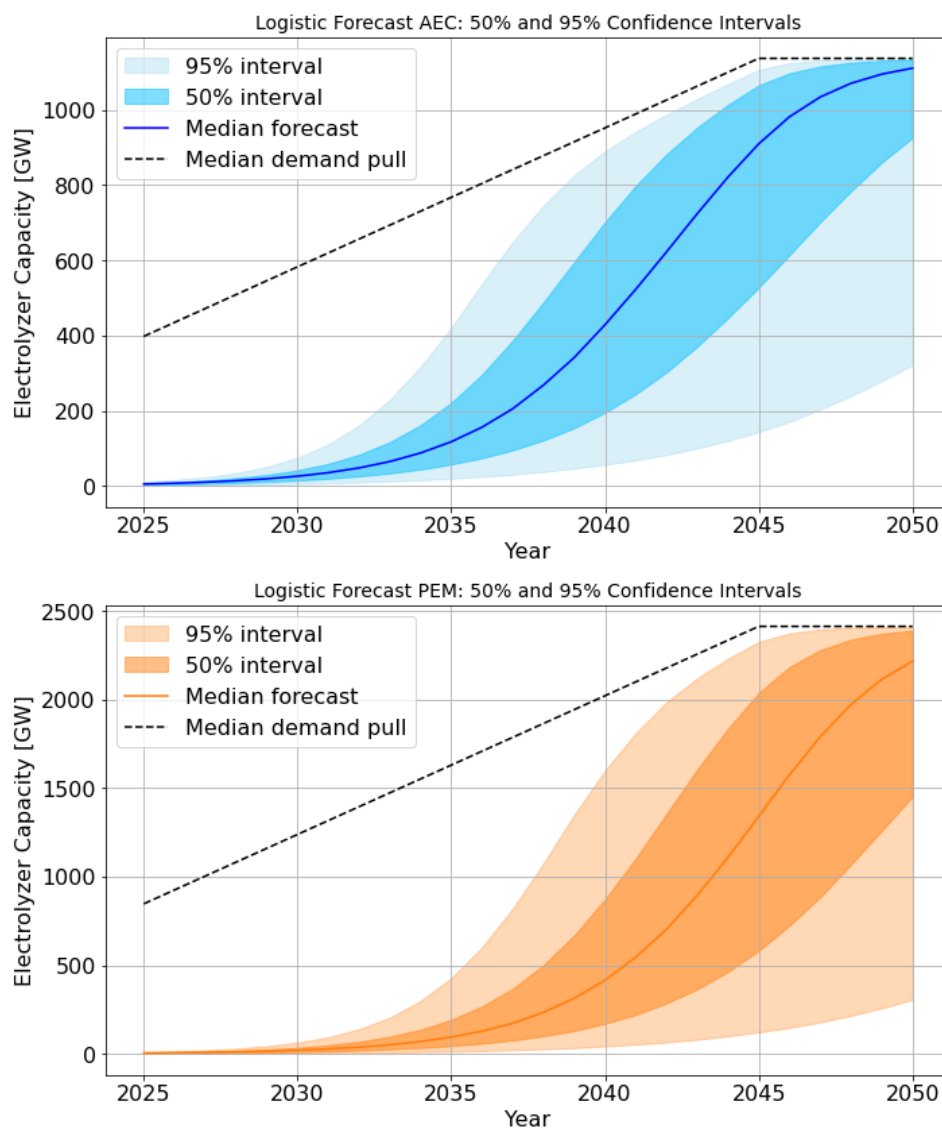 Logistic Forecast AEC: 50% and 95% Confidence Intervals
95% interval
50% interval
Median forecast
Median demand pull
Electrolyzer Capacity [GW]
1000
800
600
400
200
0
2025 2030 2035 2040 2045 2050
Year
Logistic Forecast PEM: 50% and 95% Confidence Intervals
95% interval
50% interval
Median forecast
Median demand pull
Electrolyzer Capacity [GW]
2500
2000
1500
1000
500
0
2025 2030 2035 2040 2045 2050
Year